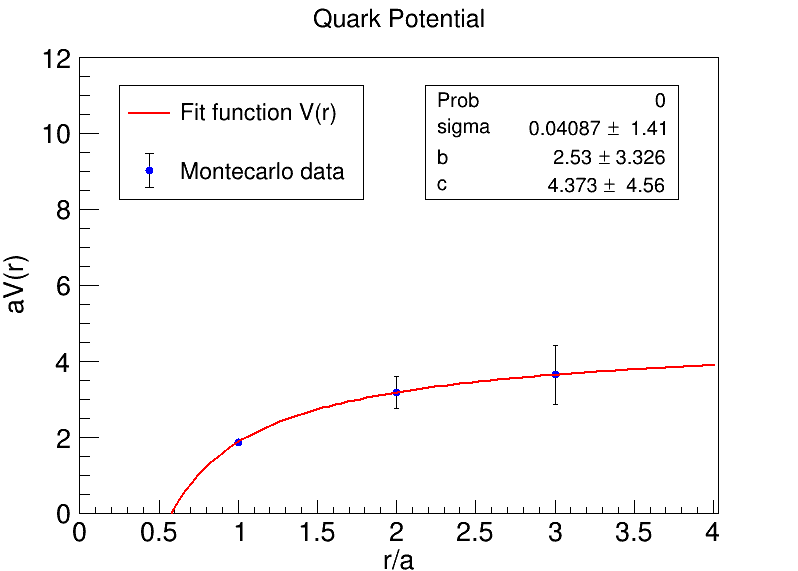 Quark Potential
12
10
8
6
4
2
0
aV(r)
Fit function V(r)
Montecarlo data
Prob 0
sigma 0.04087 ± 1.41
b 2.53 ± 3.326
c 4.373 ± 4.56
0 0.5 1 1.5 2 2.5 3 3.5 4
r/a